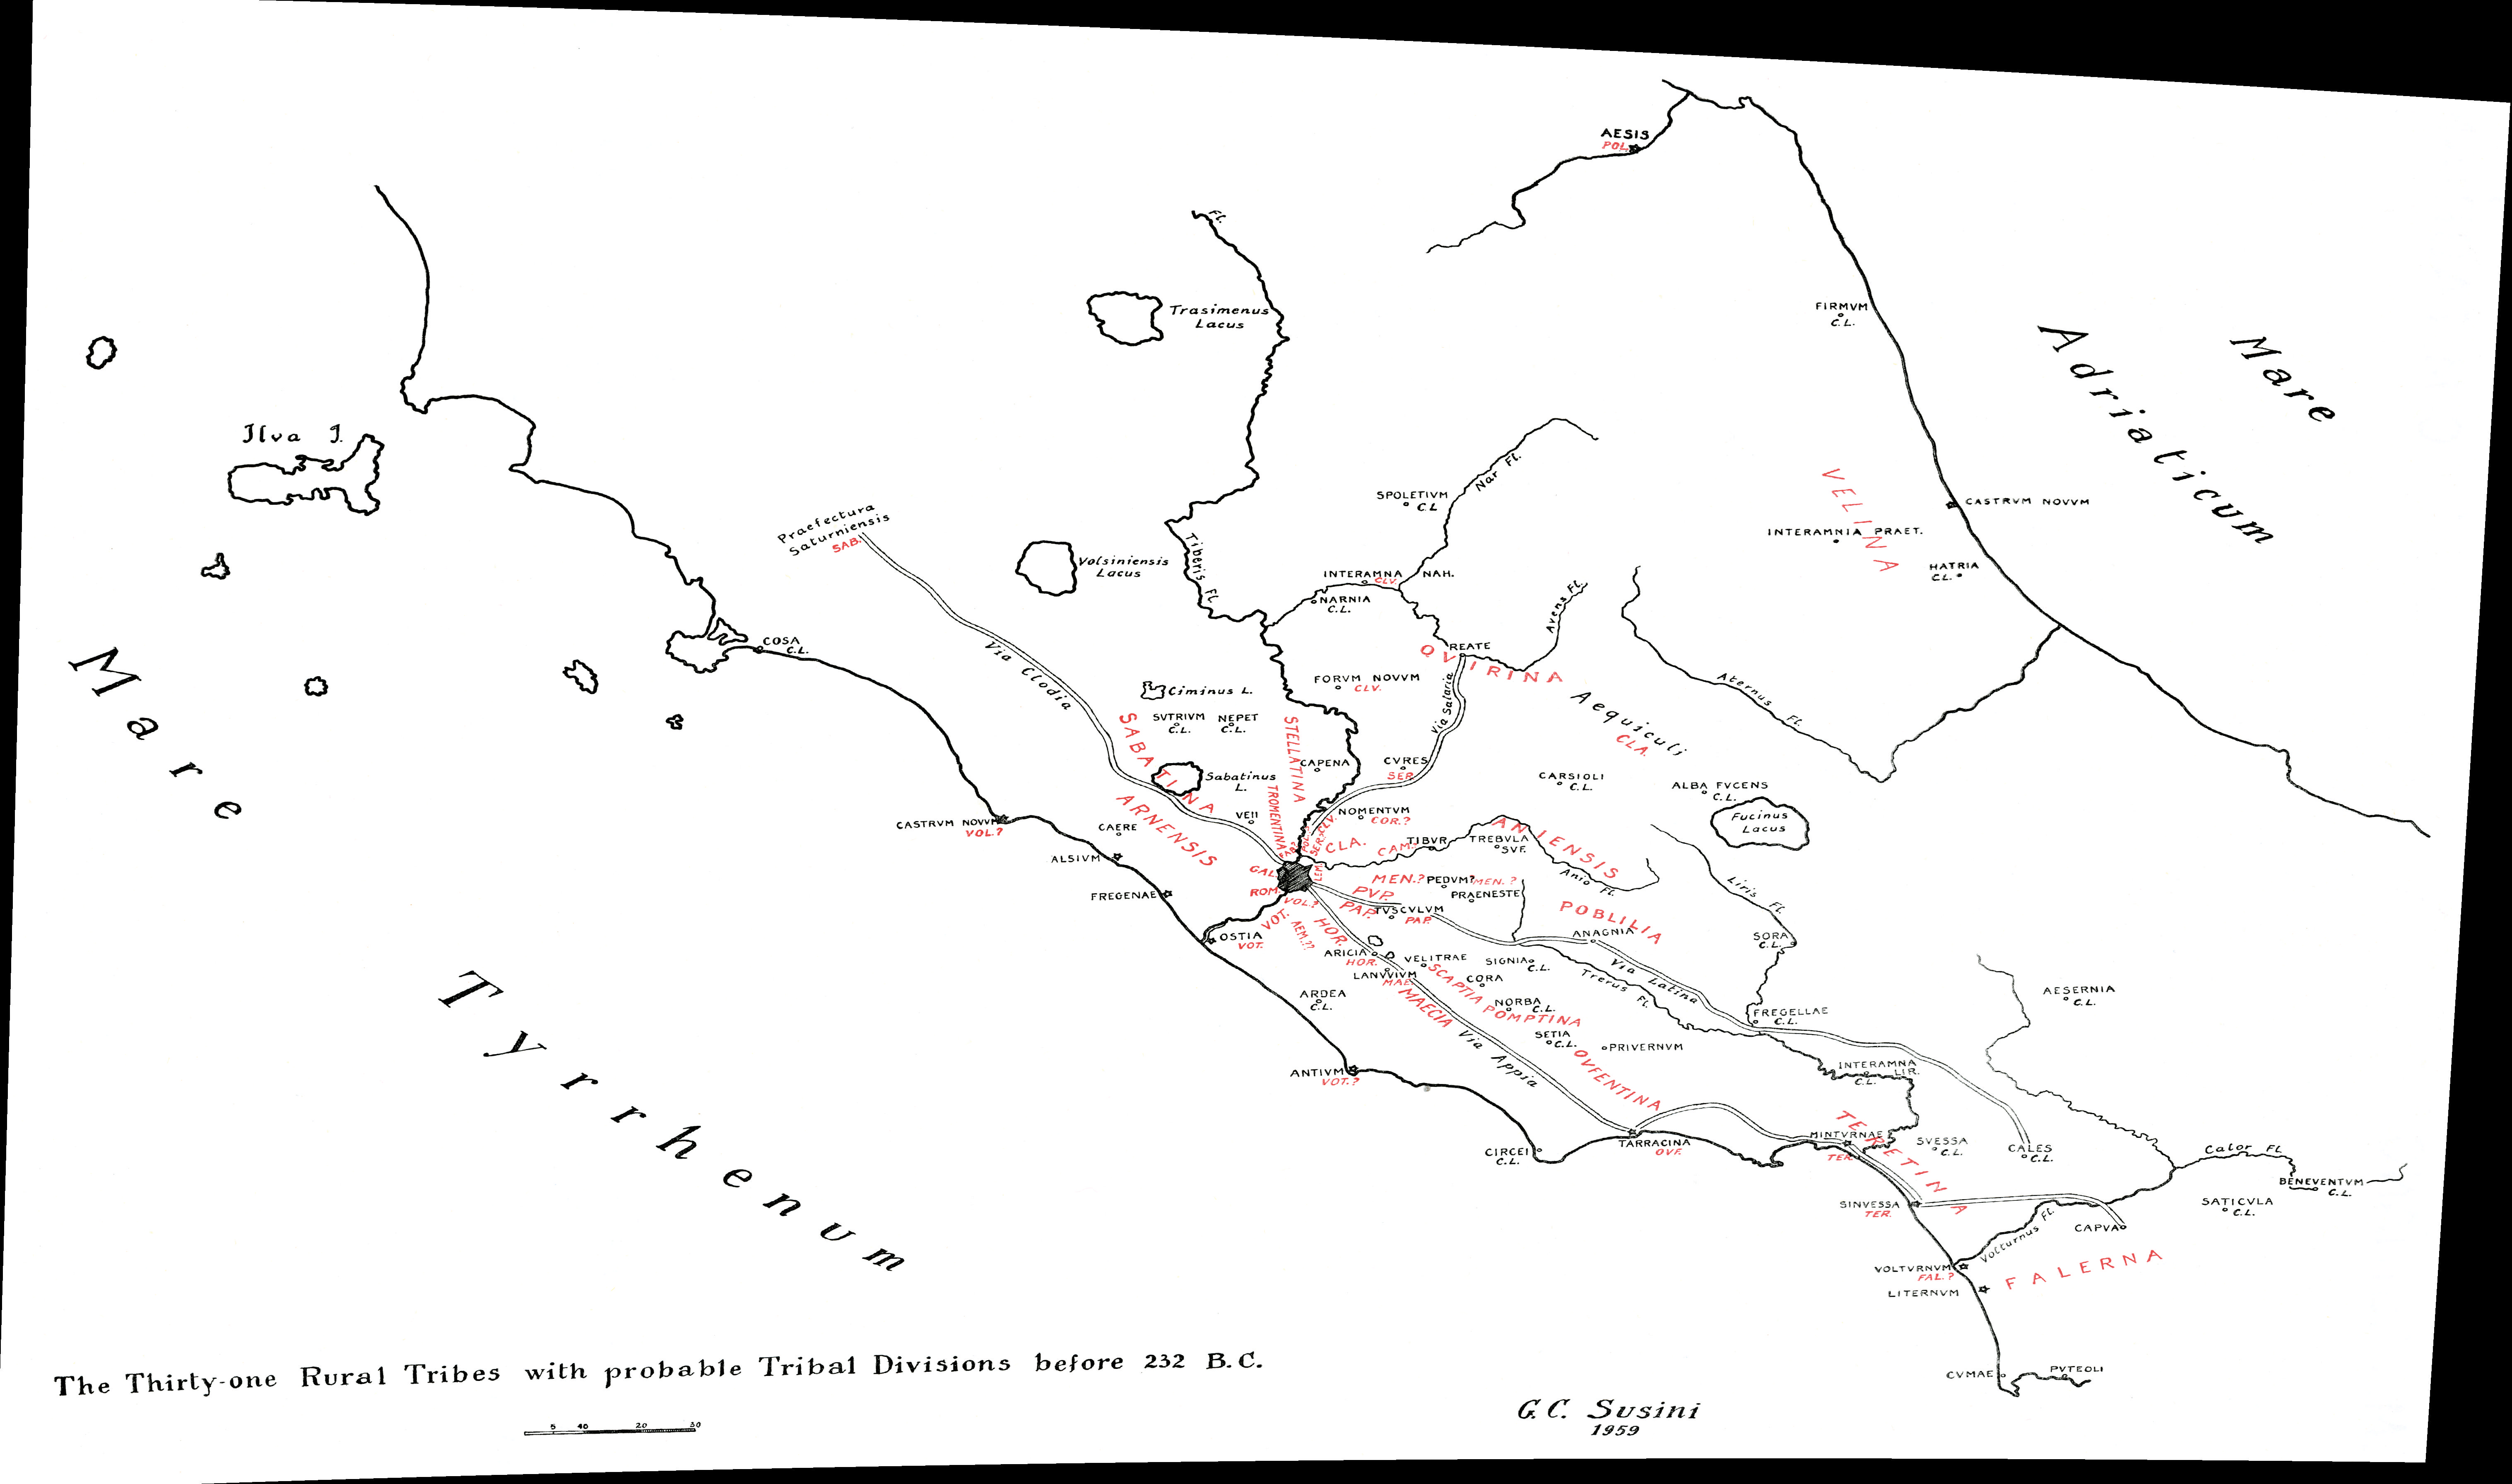 AESIS
POL.
Fl.
Trasimenus
Lacus
FIRMVM
C.L.
Mare
Adriaticum
Ilva I.
Nar Fl.
SPOLETIVM
C.L
VELINA
CASTRVM NOVVM
INTERAMNIA PRAET.
HATRIA
C.L.
Praefectura
Saturniensis
SAB.
Volsiniensis
Lacus
Tiberis Fl.
INTERAMNA NAH.
CLV.
NARNIA
C.L.
Avens Fl.
COSA
C.L.
Via Clodia
REATE
QVIRINA
FORVM NOVVM
CLV.
Via Salaria
Aequiculi
CLA.
Aternus Fl.
Ciminus L.
SVTRIVM
C.L.
NEPET
C.L.
SABATINA
STELLATINA
CAPENA
CVRES
SER.
CARSIOLI
C.L.
ALBA FVCENS
C.L.
Fucinus
Lacus
Sabatinus
L.
TROMENTINA
ARNENSIS
VEII
CAERE
CASTRVM NOVVM
VOL.?
ALSIVM
FREGENAE
NOMENTVM
COR.?
SER.
CLV.
CLA.
CAM.
TIBVR
TREBVLA
SVF.
ANIENSIS
Anio Fl.
Liris Fl.
GAL.
ROM.
LEM.
MEN.?
PEDVM?
MEN. ?
PRAENESTE
PVP.
PAP.
TVSCVLVM
PAP.
POBLILIA
ANAGNIA
SORA
C.L.
VOL.?
VOT.
AEM.??
HOR.
OSTIA
VOT.
ARICIA
HOR.
VELITRAE
SIGNIA
C.L.
LANVVIVM
MAE.
SCAPTIA
CORA
Trerus Fl.
Via Latina
MAECIA
ARDEA
C.L.
NORBA
C.L.
POMPTINA
AESERNIA
C.L.
FREGELLAE
C.L.
Via Appia
SETIA
C.L.
PRIVERNVM
OVFENTINA
INTERAMNA
LIR.
C.L.
ANTIVM
VOT.?
TERETINA
CIRCEI
C.L.
TARRACINA
OVF.
MINTVRNAE
TER.
SVESSA
C.L.
CALES
C.L.
Calor FL
BENEVENTVM
C.L.
SINVESSA
TER.
SATICVLA
C.L.
CAPVA
Volturnus Fl.
VOLTVRNVM
FAL.?
FALERNA
LITERNVM
CVMAE
PVTEOLI
Mare
Tyrrhenum
The Thirty-one Rural Tribes with probable Tribal Divisions before 232 B.C.
5 40 20 30
G.C. Susini
1959